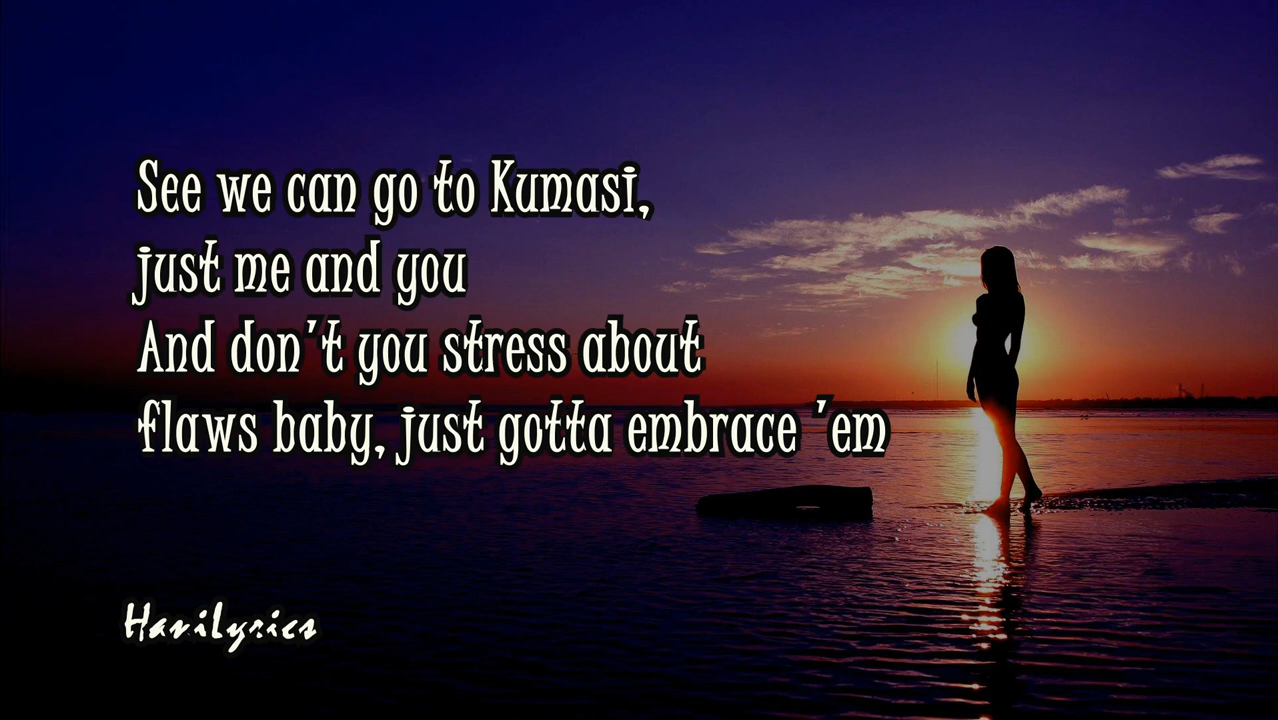 See we can go to Kumasi,
just me and you
And don't you stress about
flaws baby, just gotta embrace 'em
HaviLyrics